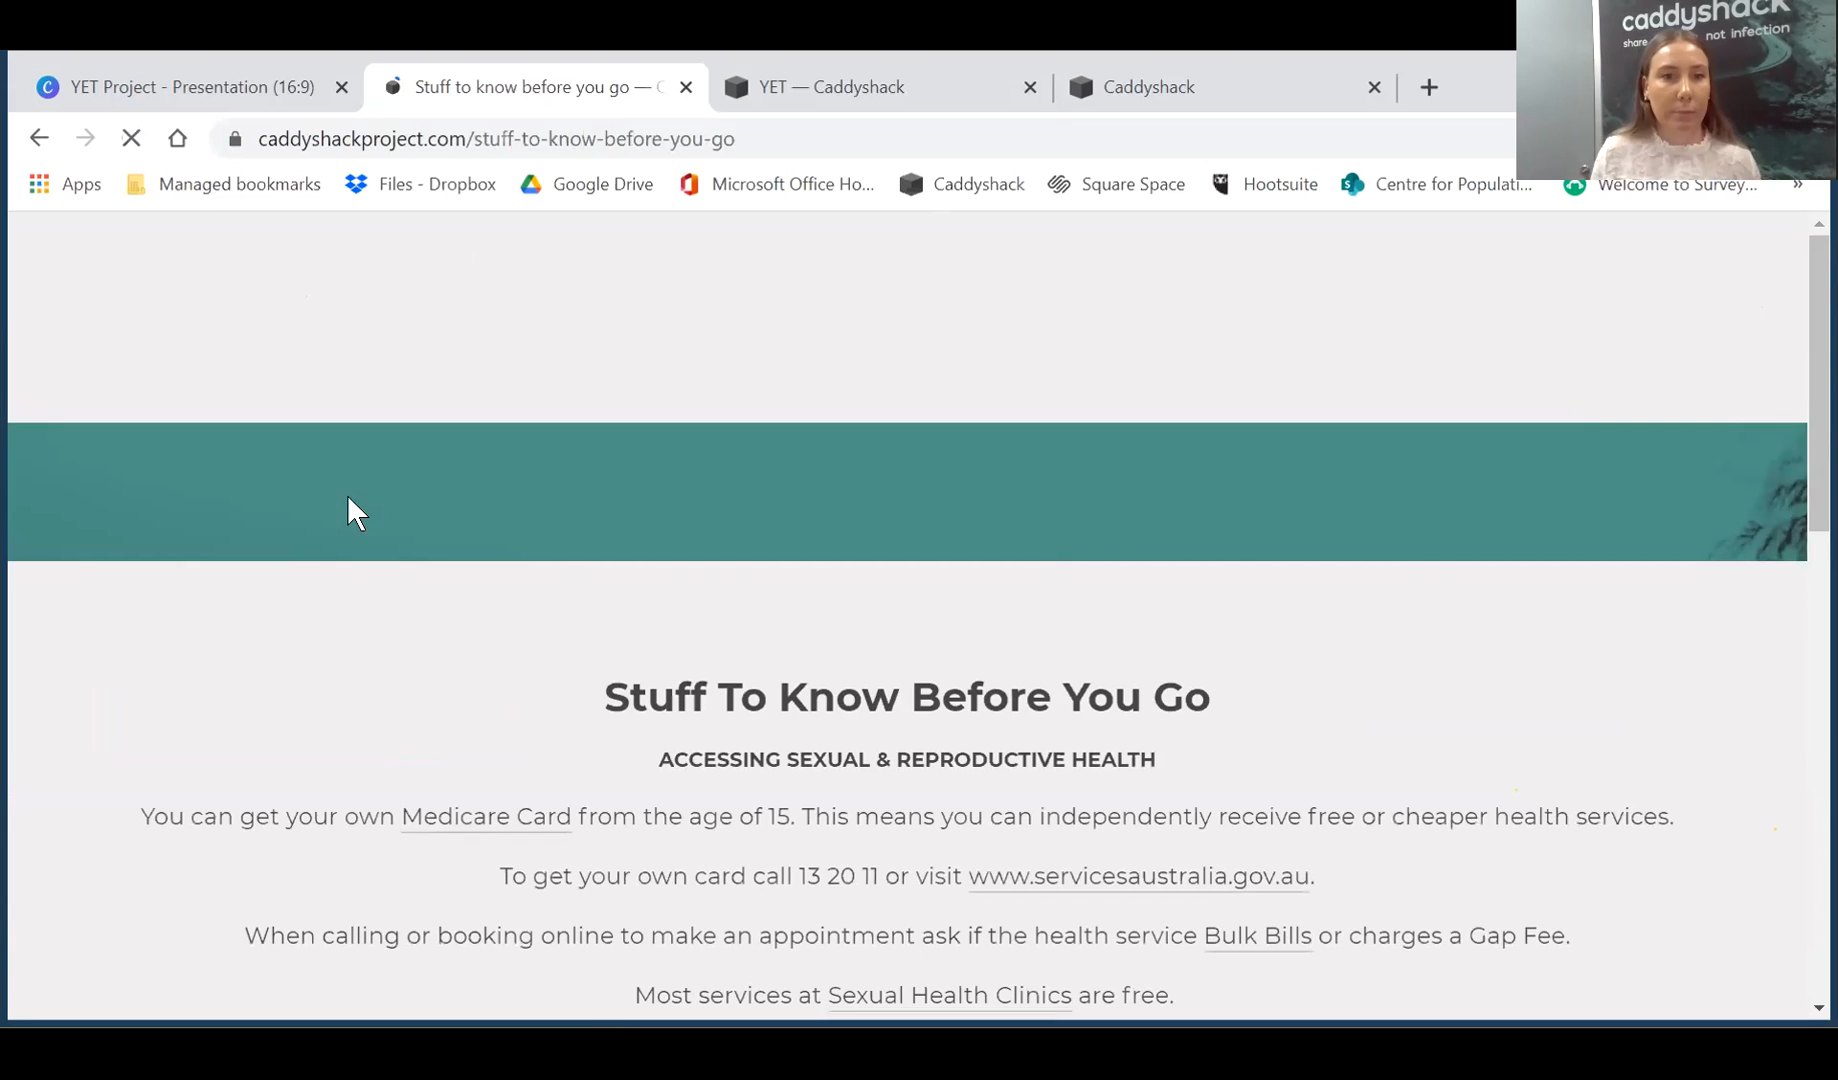 caddyshack
share not infection
YET Project - Presentation (16:9)
Stuff to know before you go —
YET — Caddyshack
Caddyshack
caddyshackproject.com/stuff-to-know-before-you-go
Apps
Managed bookmarks
Files - Dropbox
Google Drive
Microsoft Office Ho...
Caddyshack
Square Space
Hootsuite
Centre for Populati...
Welcome to Survey...
»
Stuff To Know Before You Go
ACCESSING SEXUAL & REPRODUCTIVE HEALTH
You can get your own Medicare Card from the age of 15. This means you can independently receive free or cheaper health services.
To get your own card call 13 20 11 or visit www.servicesaustralia.gov.au.
When calling or booking online to make an appointment ask if the health service Bulk Bills or charges a Gap Fee.
Most services at Sexual Health Clinics are free.